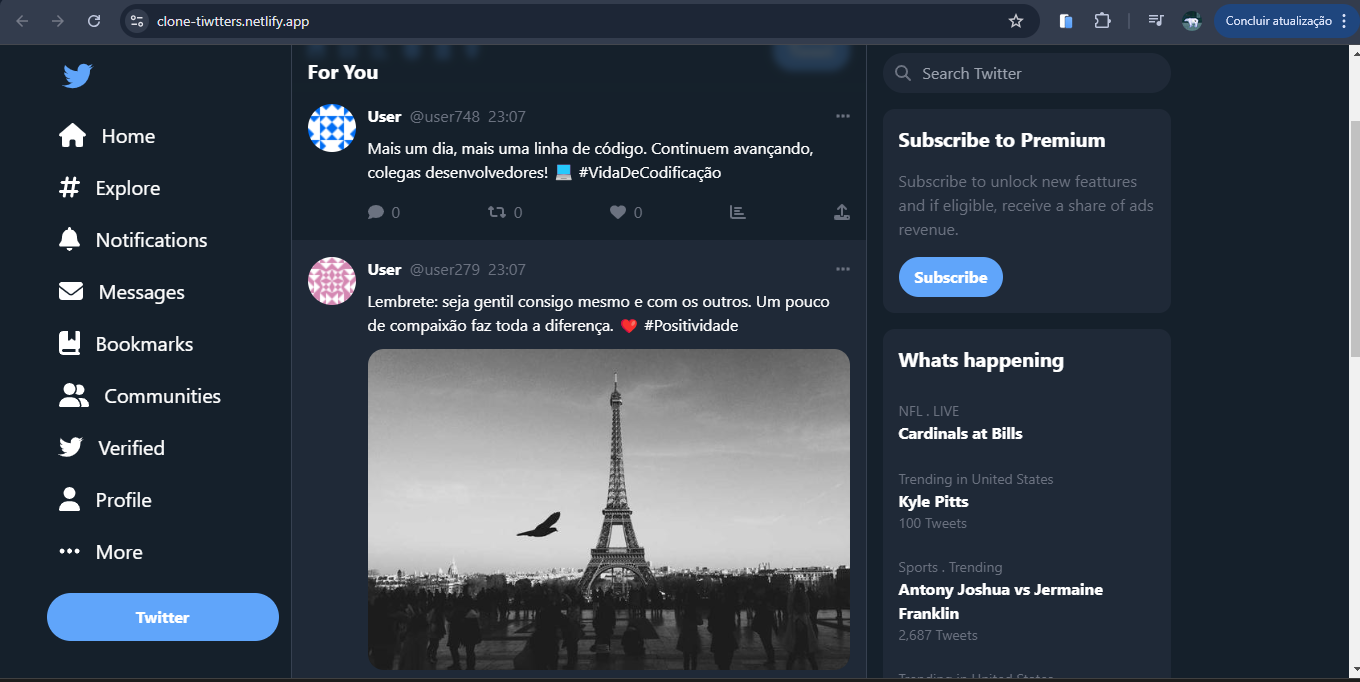 clone-tiwtters.netlify.app
Concluir atualização
Home
Explore
Notifications
Messages
Bookmarks
Communities
Verified
Profile
More
Twitter
For You
User @user748 23:07
Mais um dia, mais uma linha de código. Continuem avançando,
colegas desenvolvedores! 💻 #VidaDeCodificação
0 0 0
User @user279 23:07
Lembrete: seja gentil consigo mesmo e com os outros. Um pouco
de compaixão faz toda a diferença. ❤️ #Positividade
Search Twitter
Subscribe to Premium
Subscribe to unlock new feattures
and if eligible, receive a share of ads
revenue.
Subscribe
Whats happening
NFL . LIVE
Cardinals at Bills
Trending in United States
Kyle Pitts
100 Tweets
Sports . Trending
Antony Joshua vs Jermaine
Franklin
2,687 Tweets
Trending in United States